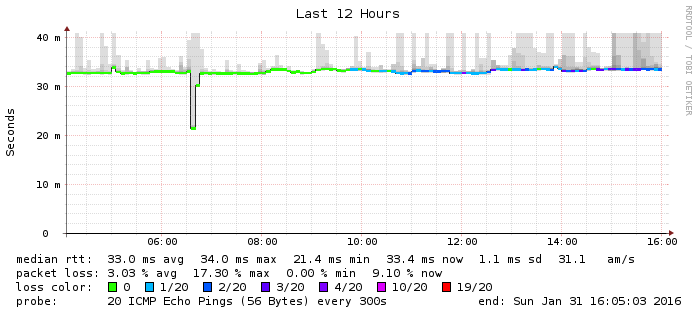 Last 12 Hours
RRDTOOL / TOBI OETIKER
Seconds
40 m
30 m
20 m
10 m
0
06:00 08:00 10:00 12:00 14:00 16:00
median rtt: 33.0 ms avg 34.0 ms max 21.4 ms min 33.4 ms now 1.1 ms sd 31.1 am/s
packet loss: 3.03 % avg 17.30 % max 0.00 % min 9.10 % now
loss color: 0 1/20 2/20 3/20 4/20 10/20 19/20
probe: 20 ICMP Echo Pings (56 Bytes) every 300s end: Sun Jan 31 16:05:03 2016